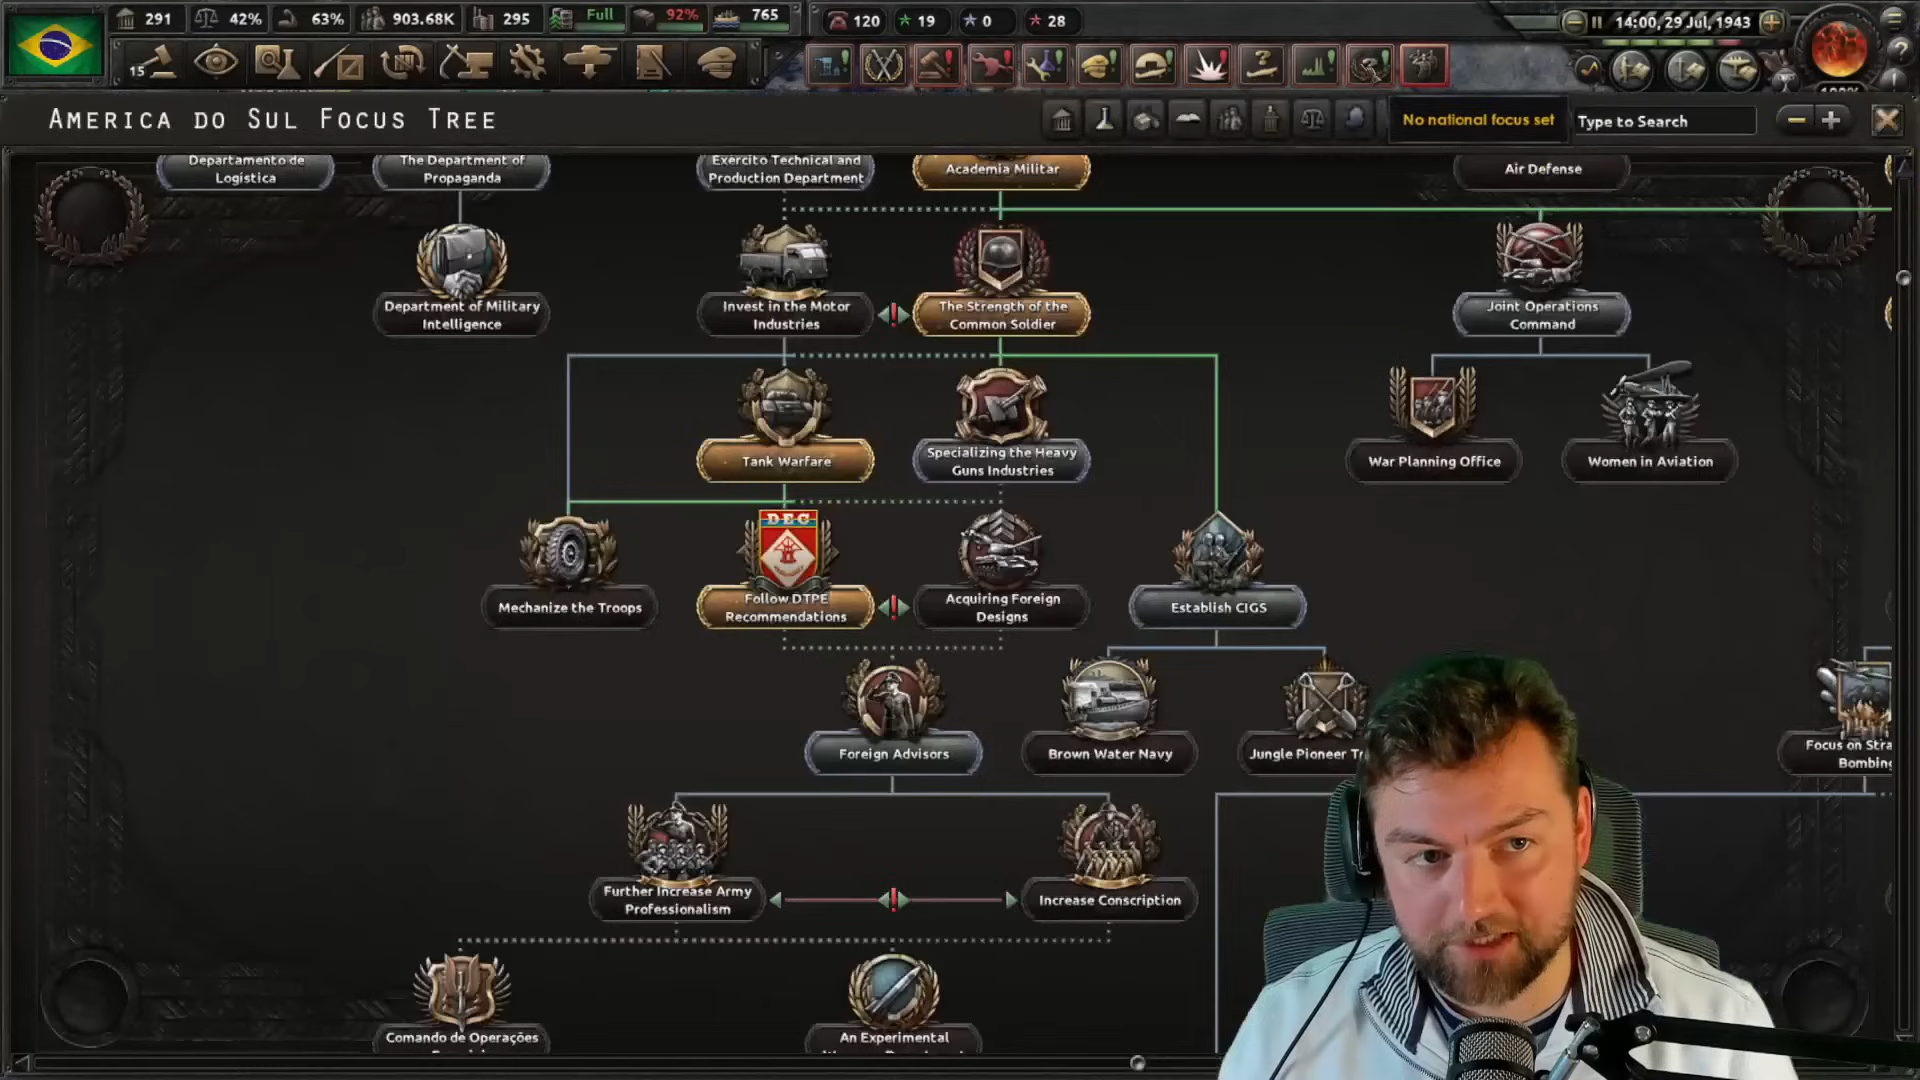 291
42%
63%
903.68K
295
Full
92%
765
120
19
0
28
14:00, 29 Jul, 1943
15
America do Sul Focus Tree
No national focus set
Type to Search
Departamento de
Logística
The Department of
Propaganda
Exército Technical and
Production Department
Academia Militar
Air Defense
Department of Military
Intelligence
Invest in the Motor
Industries
The Strength of the
Common Soldier
Joint Operations
Command
Tank Warfare
Specializing the Heavy
Guns Industries
War Planning Office
Women in Aviation
DEC
Mechanize the Troops
Follow DTPE
Recommendations
Acquiring Foreign
Designs
Establish CIGS
Foreign Advisors
Brown Water Navy
Jungle Pioneer Tr
Focus on Stra
Bombing
Further Increase Army
Professionalism
Increase Conscription
Comando de Operações
An Experimental